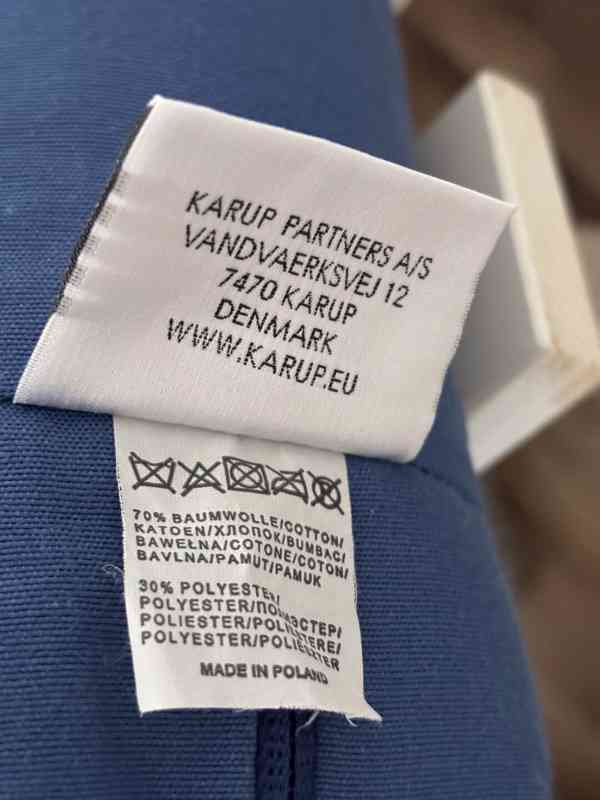 KARUP PARTNERS A/S
VANDVAERKSVEJ 12
7470 KARUP
DENMARK
WWW.KARUP.EU
70% BAUMWOLLE/COTTON/
KATOEN/ХЛОПОК/BUMBAC/
BAWEŁNA/COTONE/COTON/
BAVLNA/PAMUT/PAMUK
30% POLYESTER/
POLYESTER/ПОЛИЭСТЕР/
POLIESTER/POLIESTERE/
POLYESTER/POLIÉSZTER
MADE IN POLAND